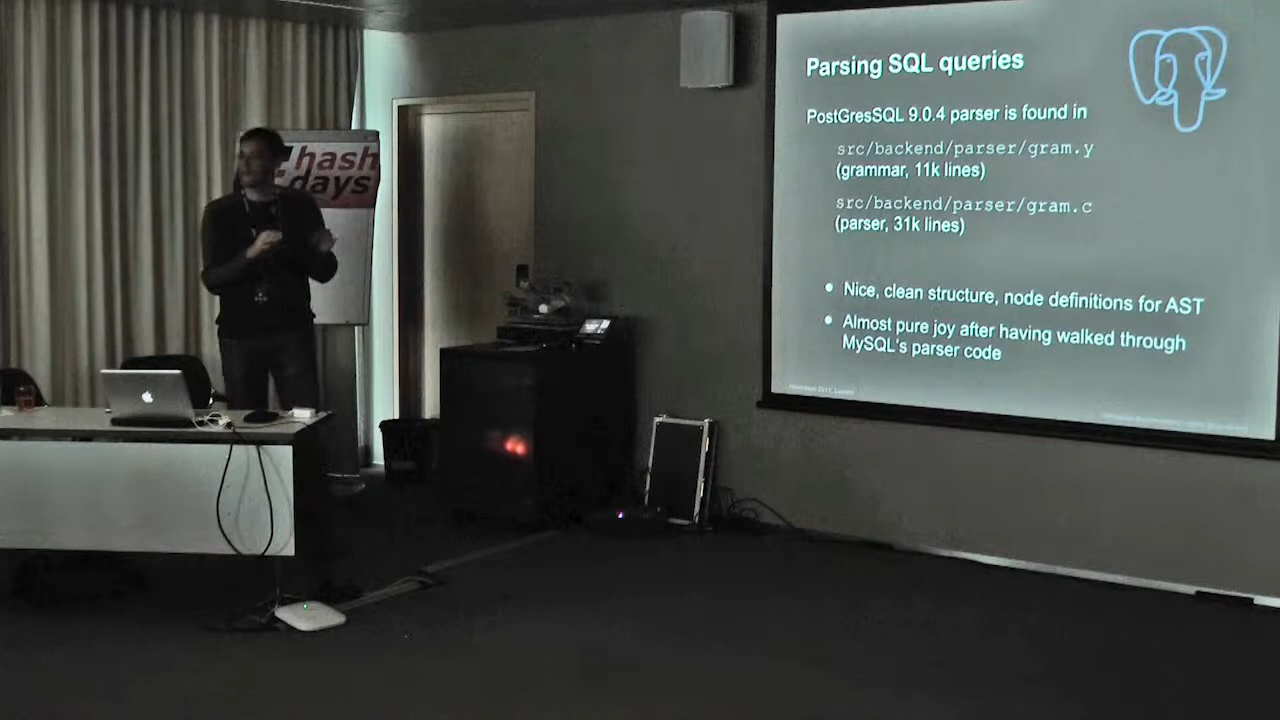 hash
days
Parsing SQL queries
PostGresSQL 9.0.4 parser is found in
src/backend/parser/gram.y
(grammar, 11k lines)
src/backend/parser/gram.c
(parser, 31k lines)
• Nice, clean structure, node definitions for AST
• Almost pure joy after having walked through
MySQL's parser code